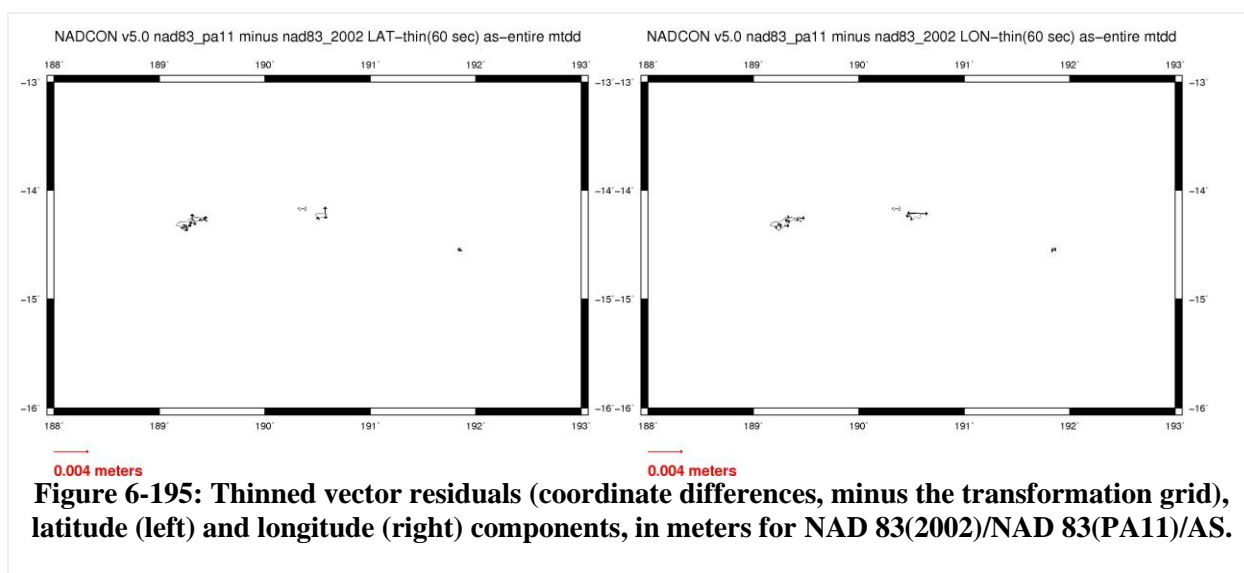 NADCON v5.0 nad83_pa11 minus nad83_2002 LAT-thin(60 sec) as-entire mtdd
188˚ 189˚ 190˚ 191˚ 192˚ 193˚
-13˚
-14˚
-15˚
-16˚
188˚ 189˚ 190˚ 191˚ 192˚ 193˚
0.004 meters
NADCON v5.0 nad83_pa11 minus nad83_2002 LON-thin(60 sec) as-entire mtdd
188˚ 189˚ 190˚ 191˚ 192˚ 193˚
-13˚ -13˚
-14˚ -14˚
-15˚ -15˚
-16˚ -16˚
188˚ 189˚ 190˚ 191˚ 192˚ 193˚
0.004 meters
Figure 6-195: Thinned vector residuals (coordinate differences, minus the transformation grid),
latitude (left) and longitude (right) components, in meters for NAD 83(2002)/NAD 83(PA11)/AS.